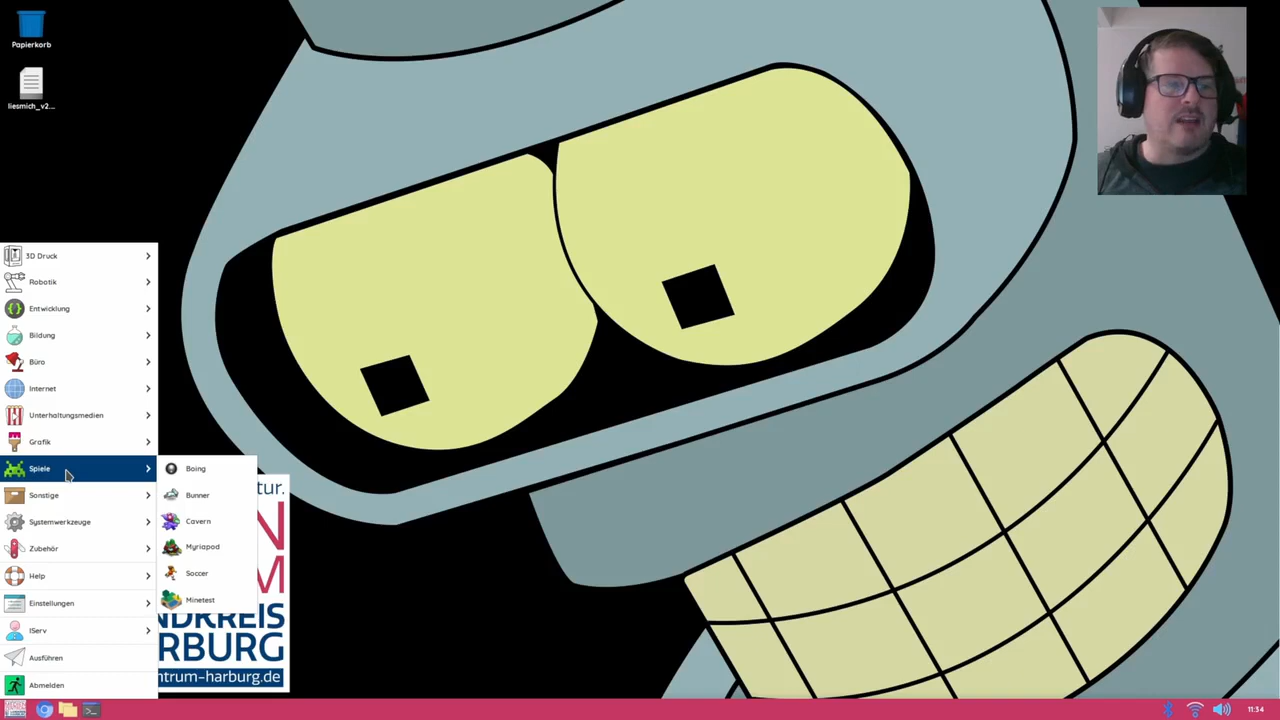 Papierkorb
liesmich_v2...
3D Druck
Robotik
Entwicklung
Bildung
Büro
Internet
Unterhaltungsmedien
Grafik
Spiele
Sonstige
Systemwerkzeuge
Zubehör
Help
Einstellungen
IServ
Ausführen
Abmelden
Boing
Bunner
Cavern
Myriapod
Soccer
Minetest
tur.
N
M
NDKREIS
RBURG
ntrum-harburg.de
11:34